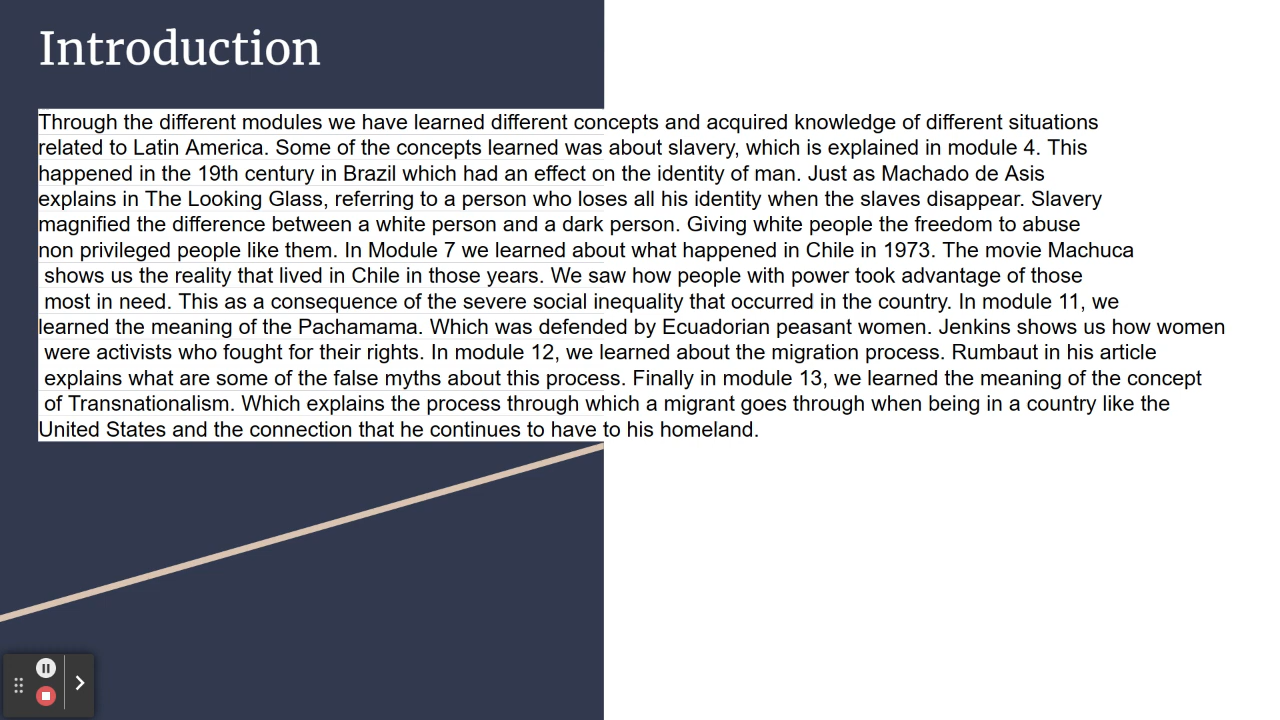 Introduction
Through the different modules we have learned different concepts and acquired knowledge of different situations
related to Latin America. Some of the concepts learned was about slavery, which is explained in module 4. This
happened in the 19th century in Brazil which had an effect on the identity of man. Just as Machado de Asis
explains in The Looking Glass, referring to a person who loses all his identity when the slaves disappear. Slavery
magnified the difference between a white person and a dark person. Giving white people the freedom to abuse
non privileged people like them. In Module 7 we learned about what happened in Chile in 1973. The movie Machuca
shows us the reality that lived in Chile in those years. We saw how people with power took advantage of those
most in need. This as a consequence of the severe social inequality that occurred in the country. In module 11, we
learned the meaning of the Pachamama. Which was defended by Ecuadorian peasant women. Jenkins shows us how women
were activists who fought for their rights. In module 12, we learned about the migration process. Rumbaut in his article
explains what are some of the false myths about this process. Finally in module 13, we learned the meaning of the concept
of Transnationalism. Which explains the process through which a migrant goes through when being in a country like the
United States and the connection that he continues to have to his homeland.